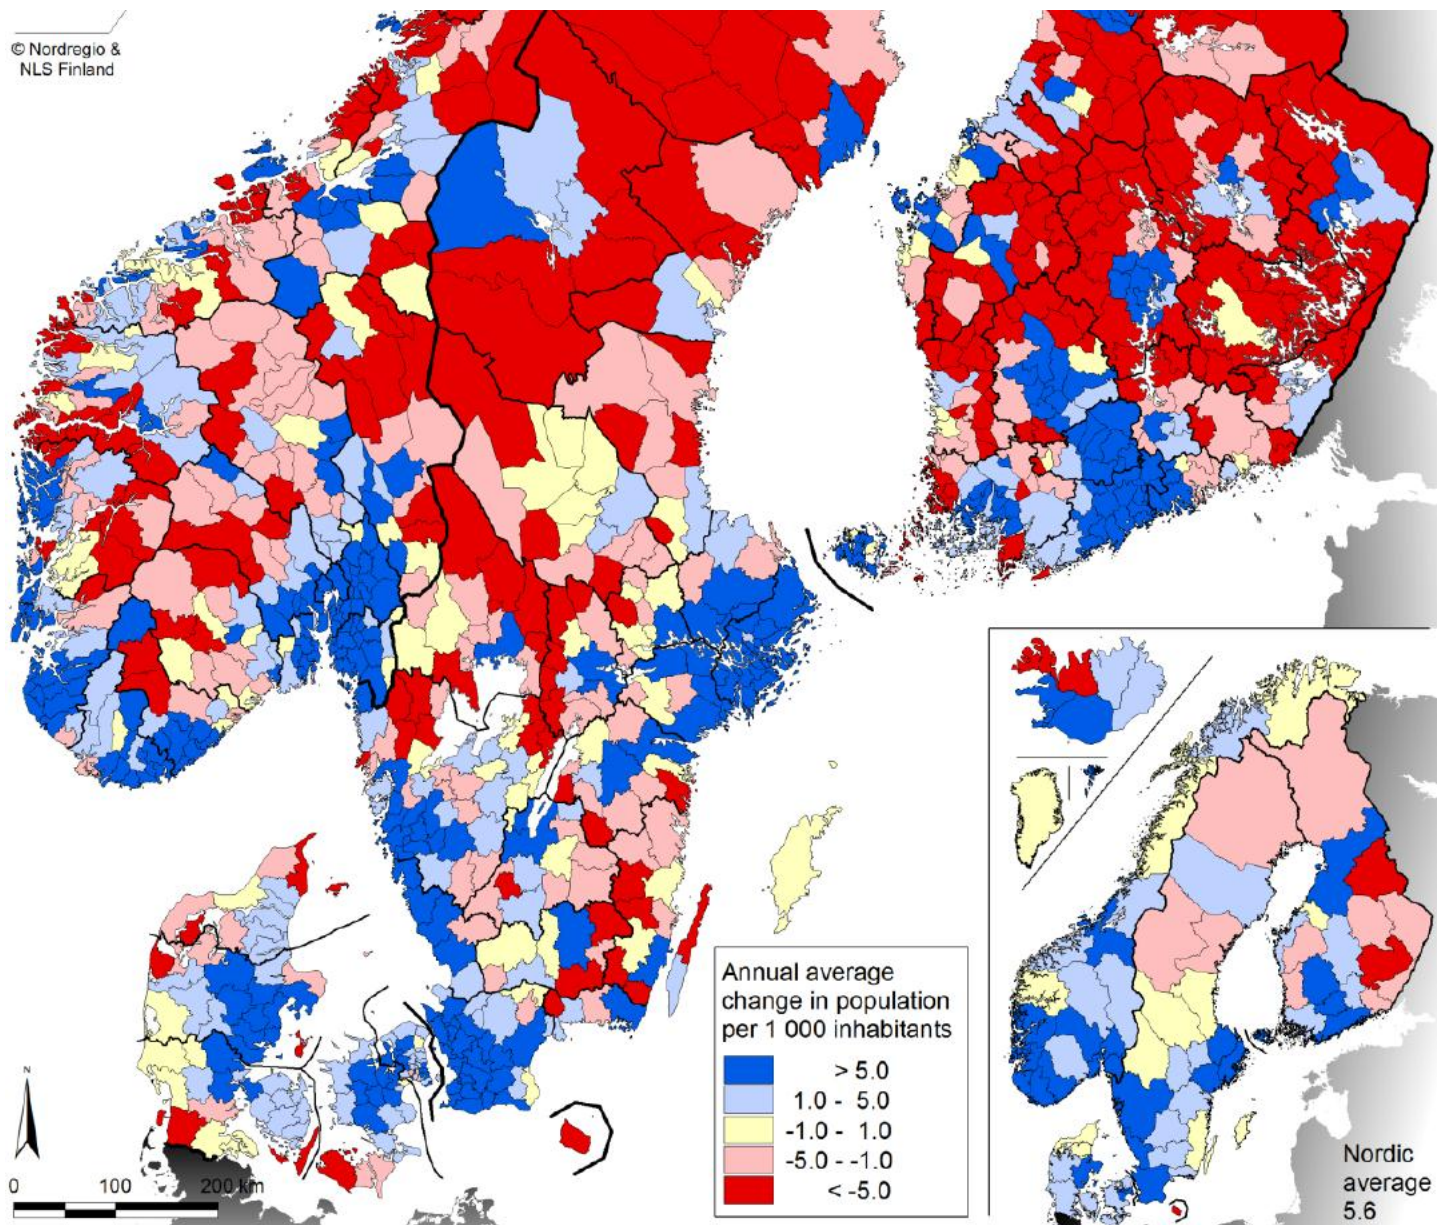 © Nordregio &
NLS Finland
Annual average
change in population
per 1 000 inhabitants
> 5.0
1.0 - 5.0
-1.0 - 1.0
-5.0 - -1.0
< -5.0
N
0 100 200 km
Nordic
average
5.6